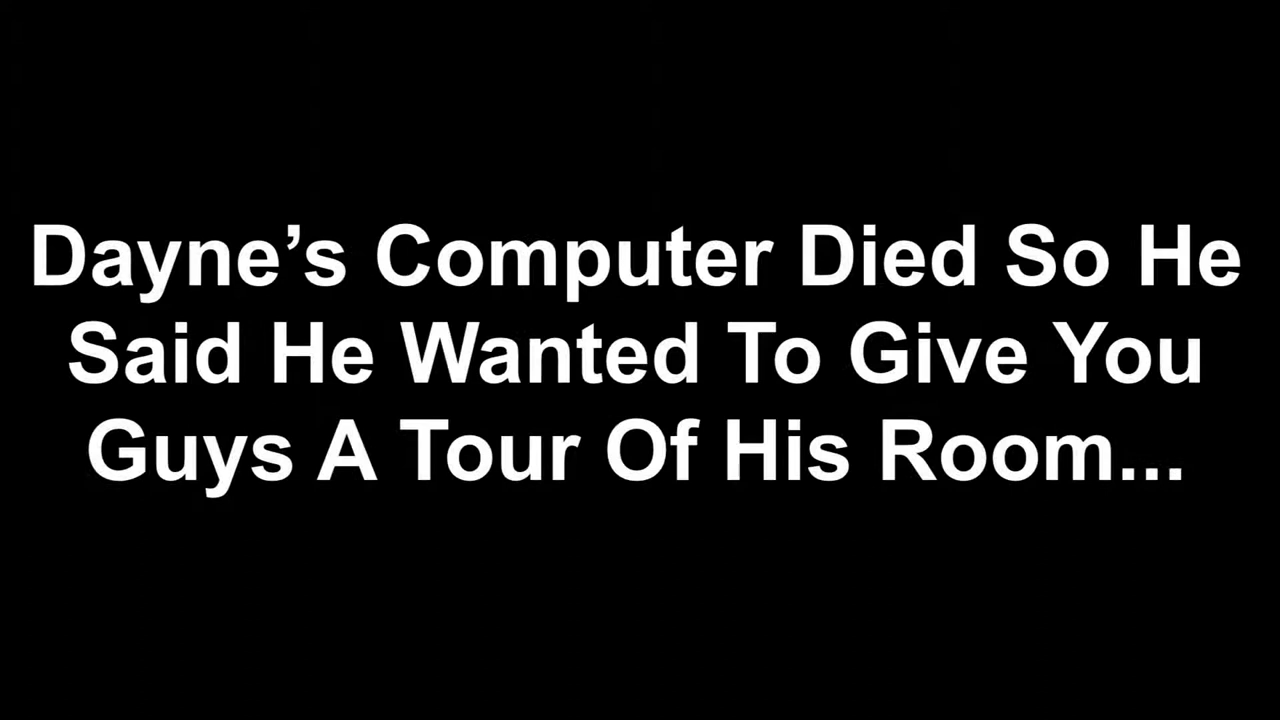 Dayne’s Computer Died So He
Said He Wanted To Give You
Guys A Tour Of His Room...